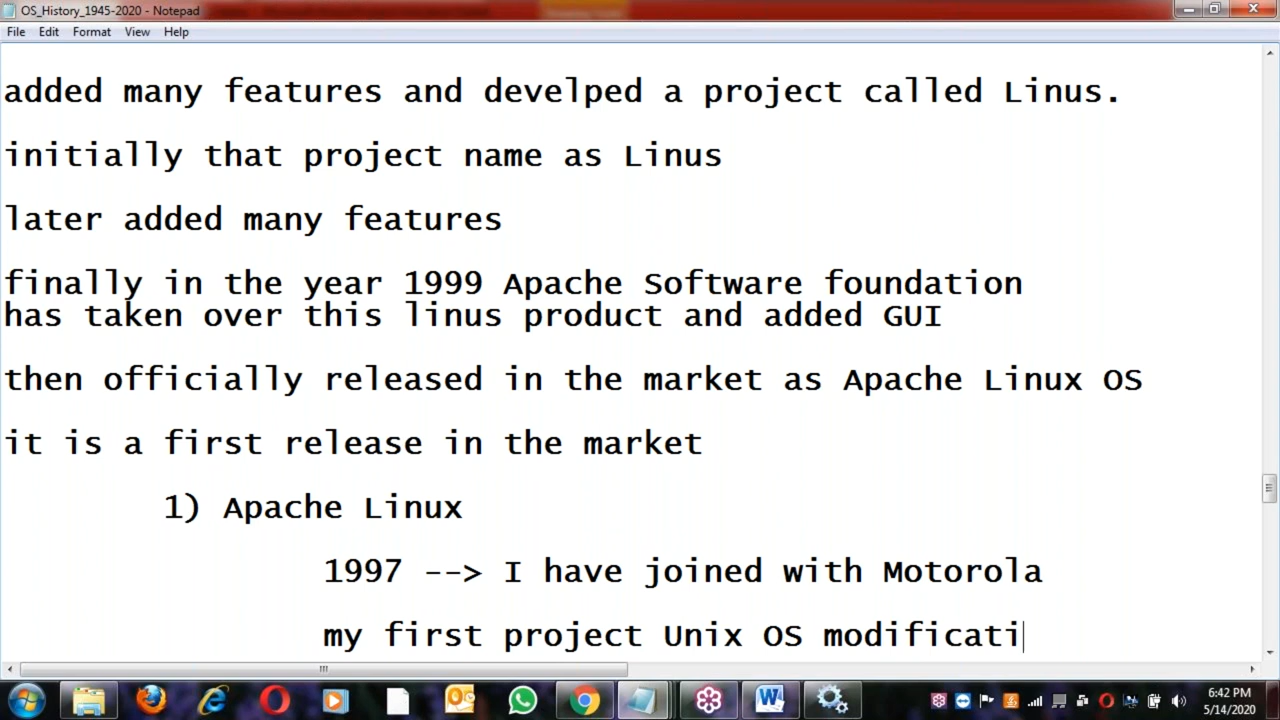 OS_History_1945-2020 - Notepad
File Edit Format View Help
added many features and develped a project called Linus.
initially that project name as Linus
later added many features
finally in the year 1999 Apache Software foundation
has taken over this linus product and added GUI
then officially released in the market as Apache Linux OS
it is a first release in the market
1) Apache Linux
1997 --> I have joined with Motorola
my first project Unix OS modificati
6:42 PM
5/14/2020